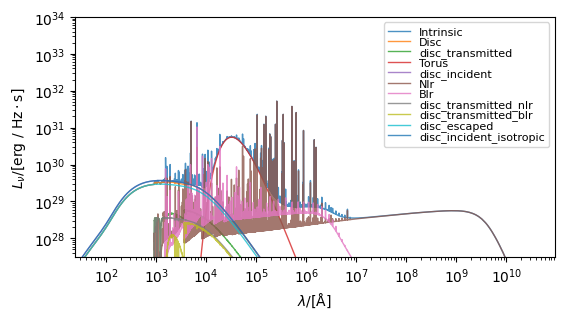 10^34
10^33
10^32
10^31
10^30
10^29
10^28
L_ν/[erg / Hz · s]
Intrinsic
Disc
disc_transmitted
Torus
disc_incident
Nlr
Blr
disc_transmitted_nlr
disc_transmitted_blr
disc_escaped
disc_incident_isotropic
10^2 10^3 10^4 10^5 10^6 10^7 10^8 10^9 10^10
λ/[Å]